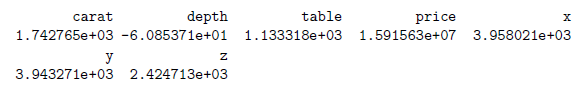 carat depth table price x
1.742765e+03 -6.085371e+01 1.133318e+03 1.591563e+07 3.958021e+03
y z
3.943271e+03 2.424713e+03